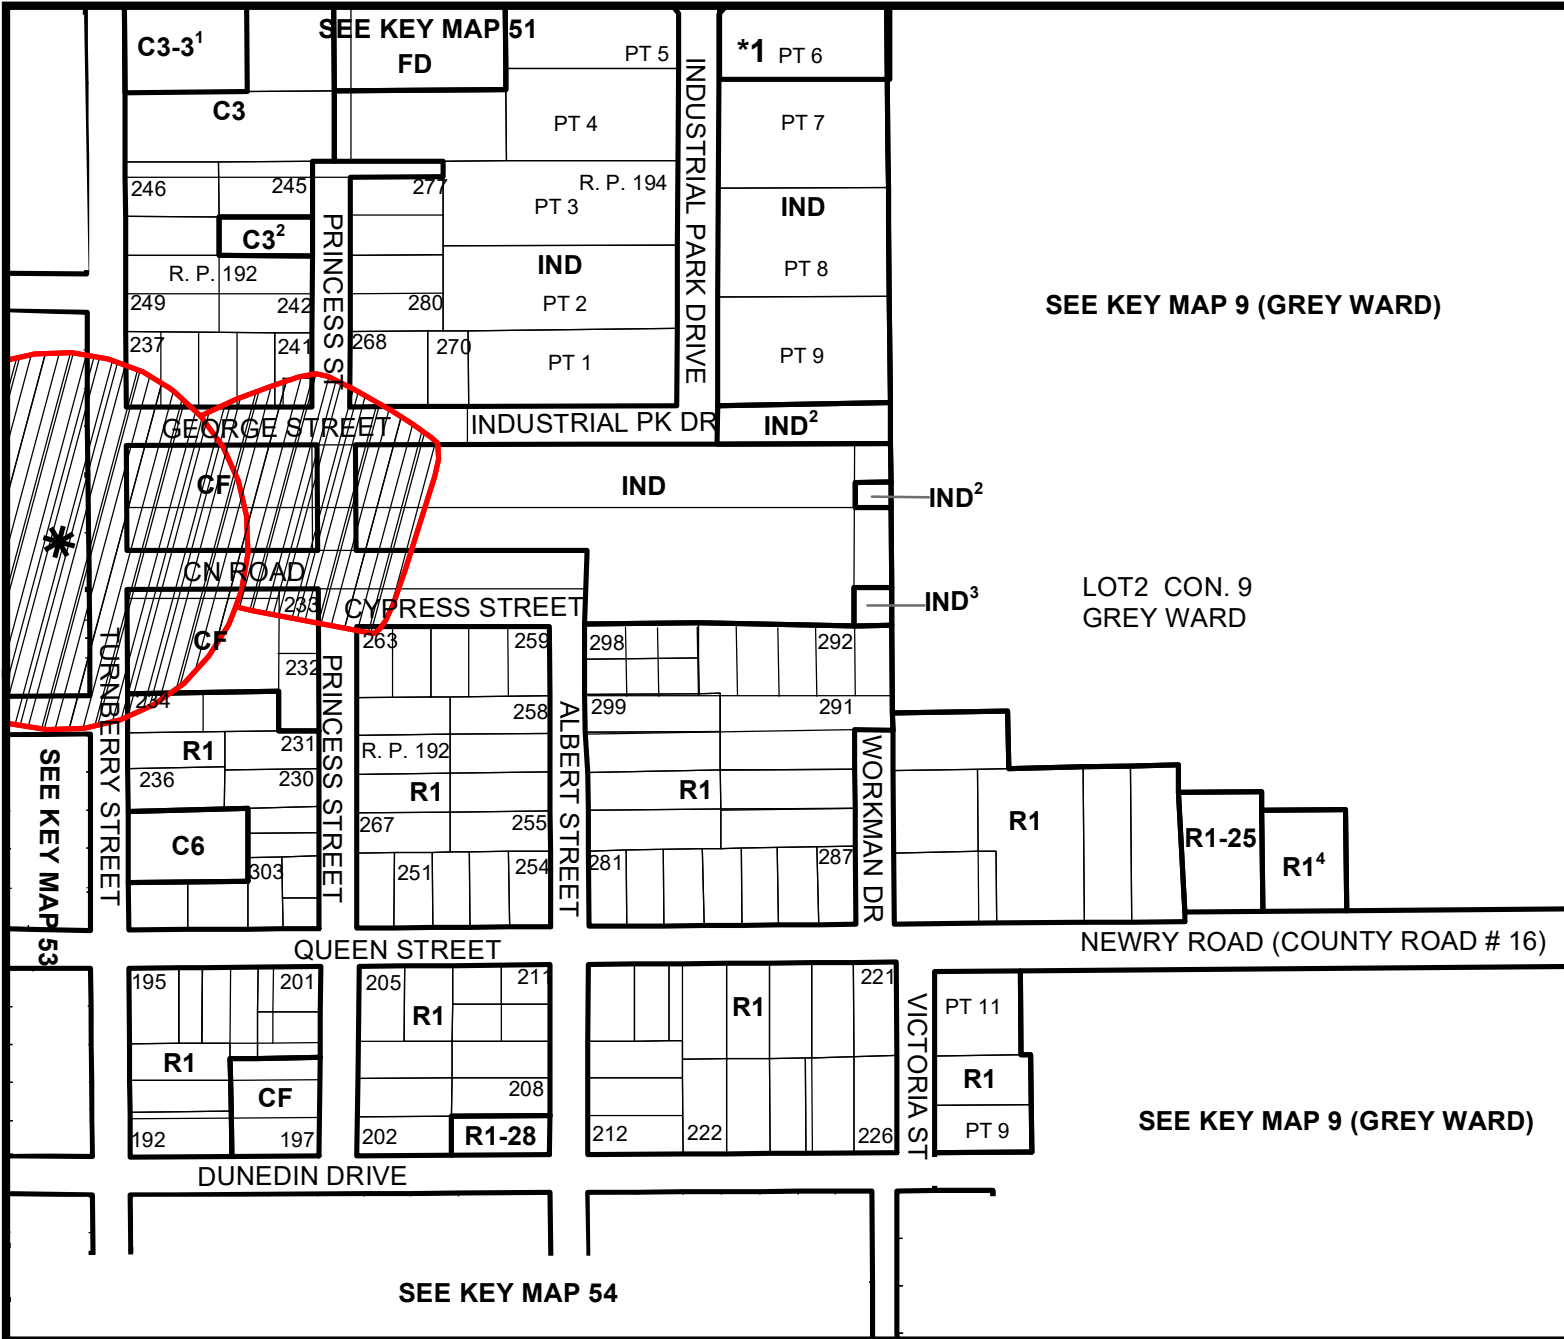 SEE KEY MAP 51
C3-3¹
FD
PT 5
*1 PT 6
C3
PT 4
PT 7
INDUSTRIAL PARK DRIVE
246
245
277
R. P. 194
PT 3
IND
C3²
PRINCESS ST
R. P. 192
IND
PT 8
249
242
280
PT 2
SEE KEY MAP 9 (GREY WARD)
237
241
268
270
PT 1
PT 9
GEORGE STREET
INDUSTRIAL PK DR
IND²
CF
IND
IND²
*
CN ROAD
233
CYPRESS STREET
IND³
LOT2 CON. 9
GREY WARD
CF
263
259
298
292
TURNBERRY STREET
232
PRINCESS STREET
234
258
299
291
ALBERT STREET
R1
231
R. P. 192
WORKMAN DR
SEE KEY MAP 53
236
230
R1
R1
R1
267
255
C6
R1-25
R1⁴
303
251
254
281
287
QUEEN STREET
NEWRY ROAD (COUNTY ROAD # 16)
195
201
205
211
221
R1
R1
VICTORIA ST
PT 11
R1
R1
CF
208
192
197
202
R1-28
212
222
226
PT 9
SEE KEY MAP 9 (GREY WARD)
DUNEDIN DRIVE
SEE KEY MAP 54